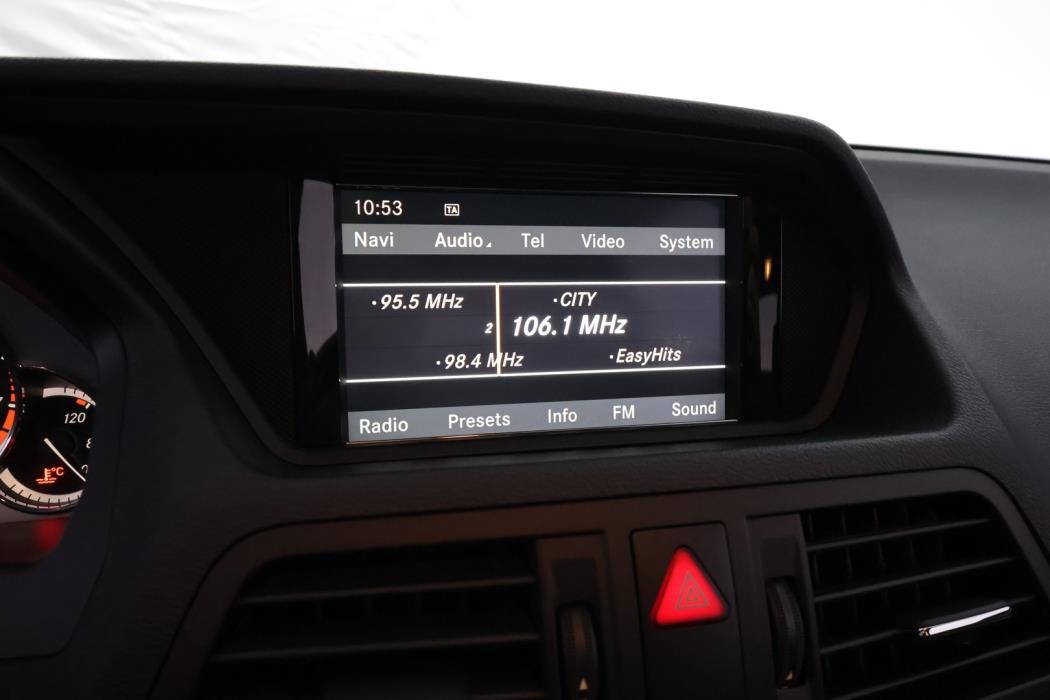 10:53 TA
Navi Audio Tel Video System
·95.5 MHz ·CITY
2 106.1 MHz
·98.4 MHz ·EasyHits
Radio Presets Info FM Sound
120
°C